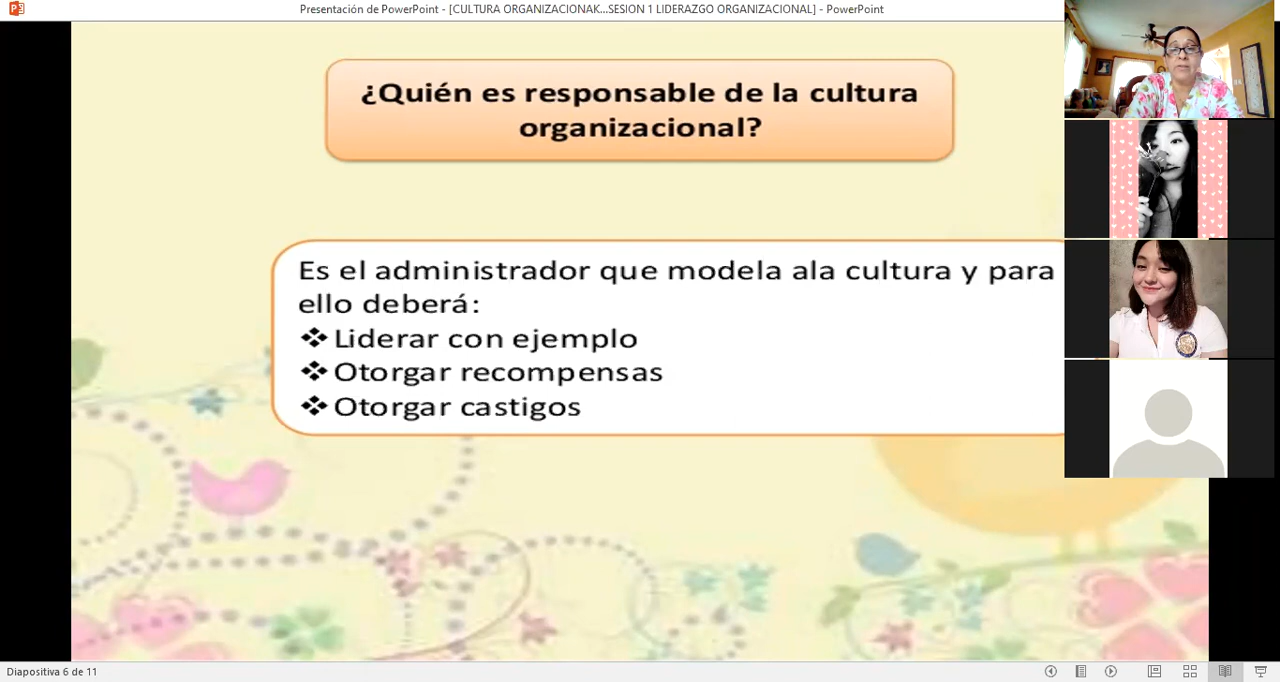 Presentación de PowerPoint - [CULTURA ORGANIZACIONAK...SESION 1 LIDERAZGO ORGANIZACIONAL] - PowerPoint
¿Quién es responsable de la cultura
organizacional?
Es el administrador que modela ala cultura y para
ello deberá:
❖ Liderar con ejemplo
❖ Otorgar recompensas
❖ Otorgar castigos
Diapositiva 6 de 11